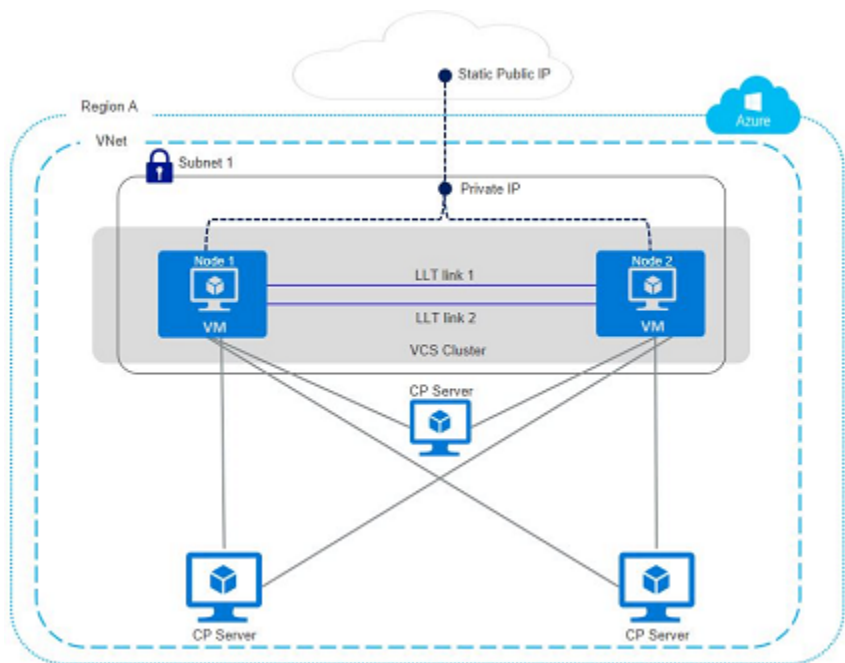 Static Public IP
Region A
Azure
VNet
Subnet 1
Private IP
Node 1
Node 2
LLT link 1
LLT link 2
VM
VM
VCS Cluster
CP Server
CP Server
CP Server